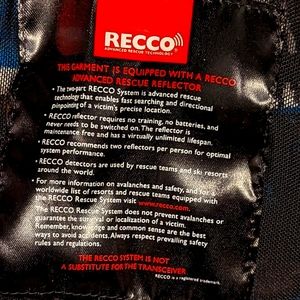 RECCO
ADVANCED RESCUE TECHNOLOGY
THE GARMENT IS EQUIPPED WITH A RECCO
ADVANCED RESCUE REFLECTOR
• The two-part RECCO System is advanced rescue
technology that enables fast searching and directional
pinpointing of a victim's precise location.
• RECCO reflector requires no training, no batteries, and
never needs to be switched on. The reflector is
maintenance free and has a virtually unlimited lifespan.
• RECCO recommends two reflectors per person for optimal
system performance.
• RECCO detectors are used by rescue teams and ski resorts
around the world.
• For more information on avalanches and safety, and for a
worldwide list of resorts and rescue teams equipped with
the RECCO Rescue System visit www.recco.com.
The RECCO Rescue System does not prevent avalanches or
guarantee the survival or localization of a victim.
Remember, knowledge and common sense are the best
ways to avoid accidents. Always respect prevailing safety
rules and regulations.
THE RECCO SYSTEM IS NOT
A SUBSTITUTE FOR THE TRANSCEIVER
RECCO is a registered trademark.